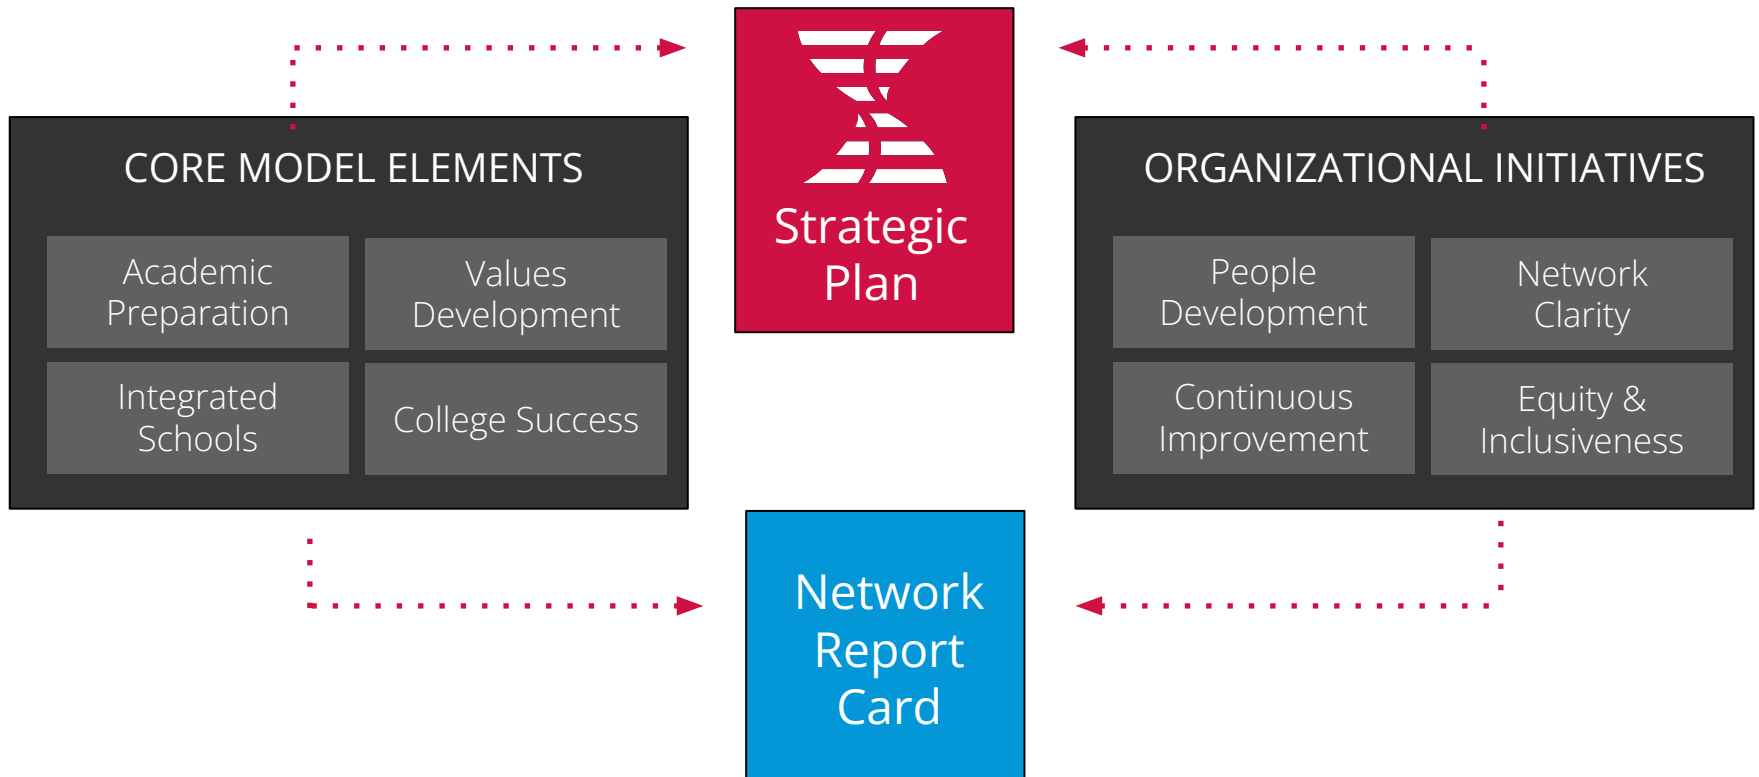 Strategic
Plan
CORE MODEL ELEMENTS
Academic
Preparation
Values
Development
Integrated
Schools
College Success
ORGANIZATIONAL INITIATIVES
People
Development
Network
Clarity
Continuous
Improvement
Equity &
Inclusiveness
Network
Report
Card